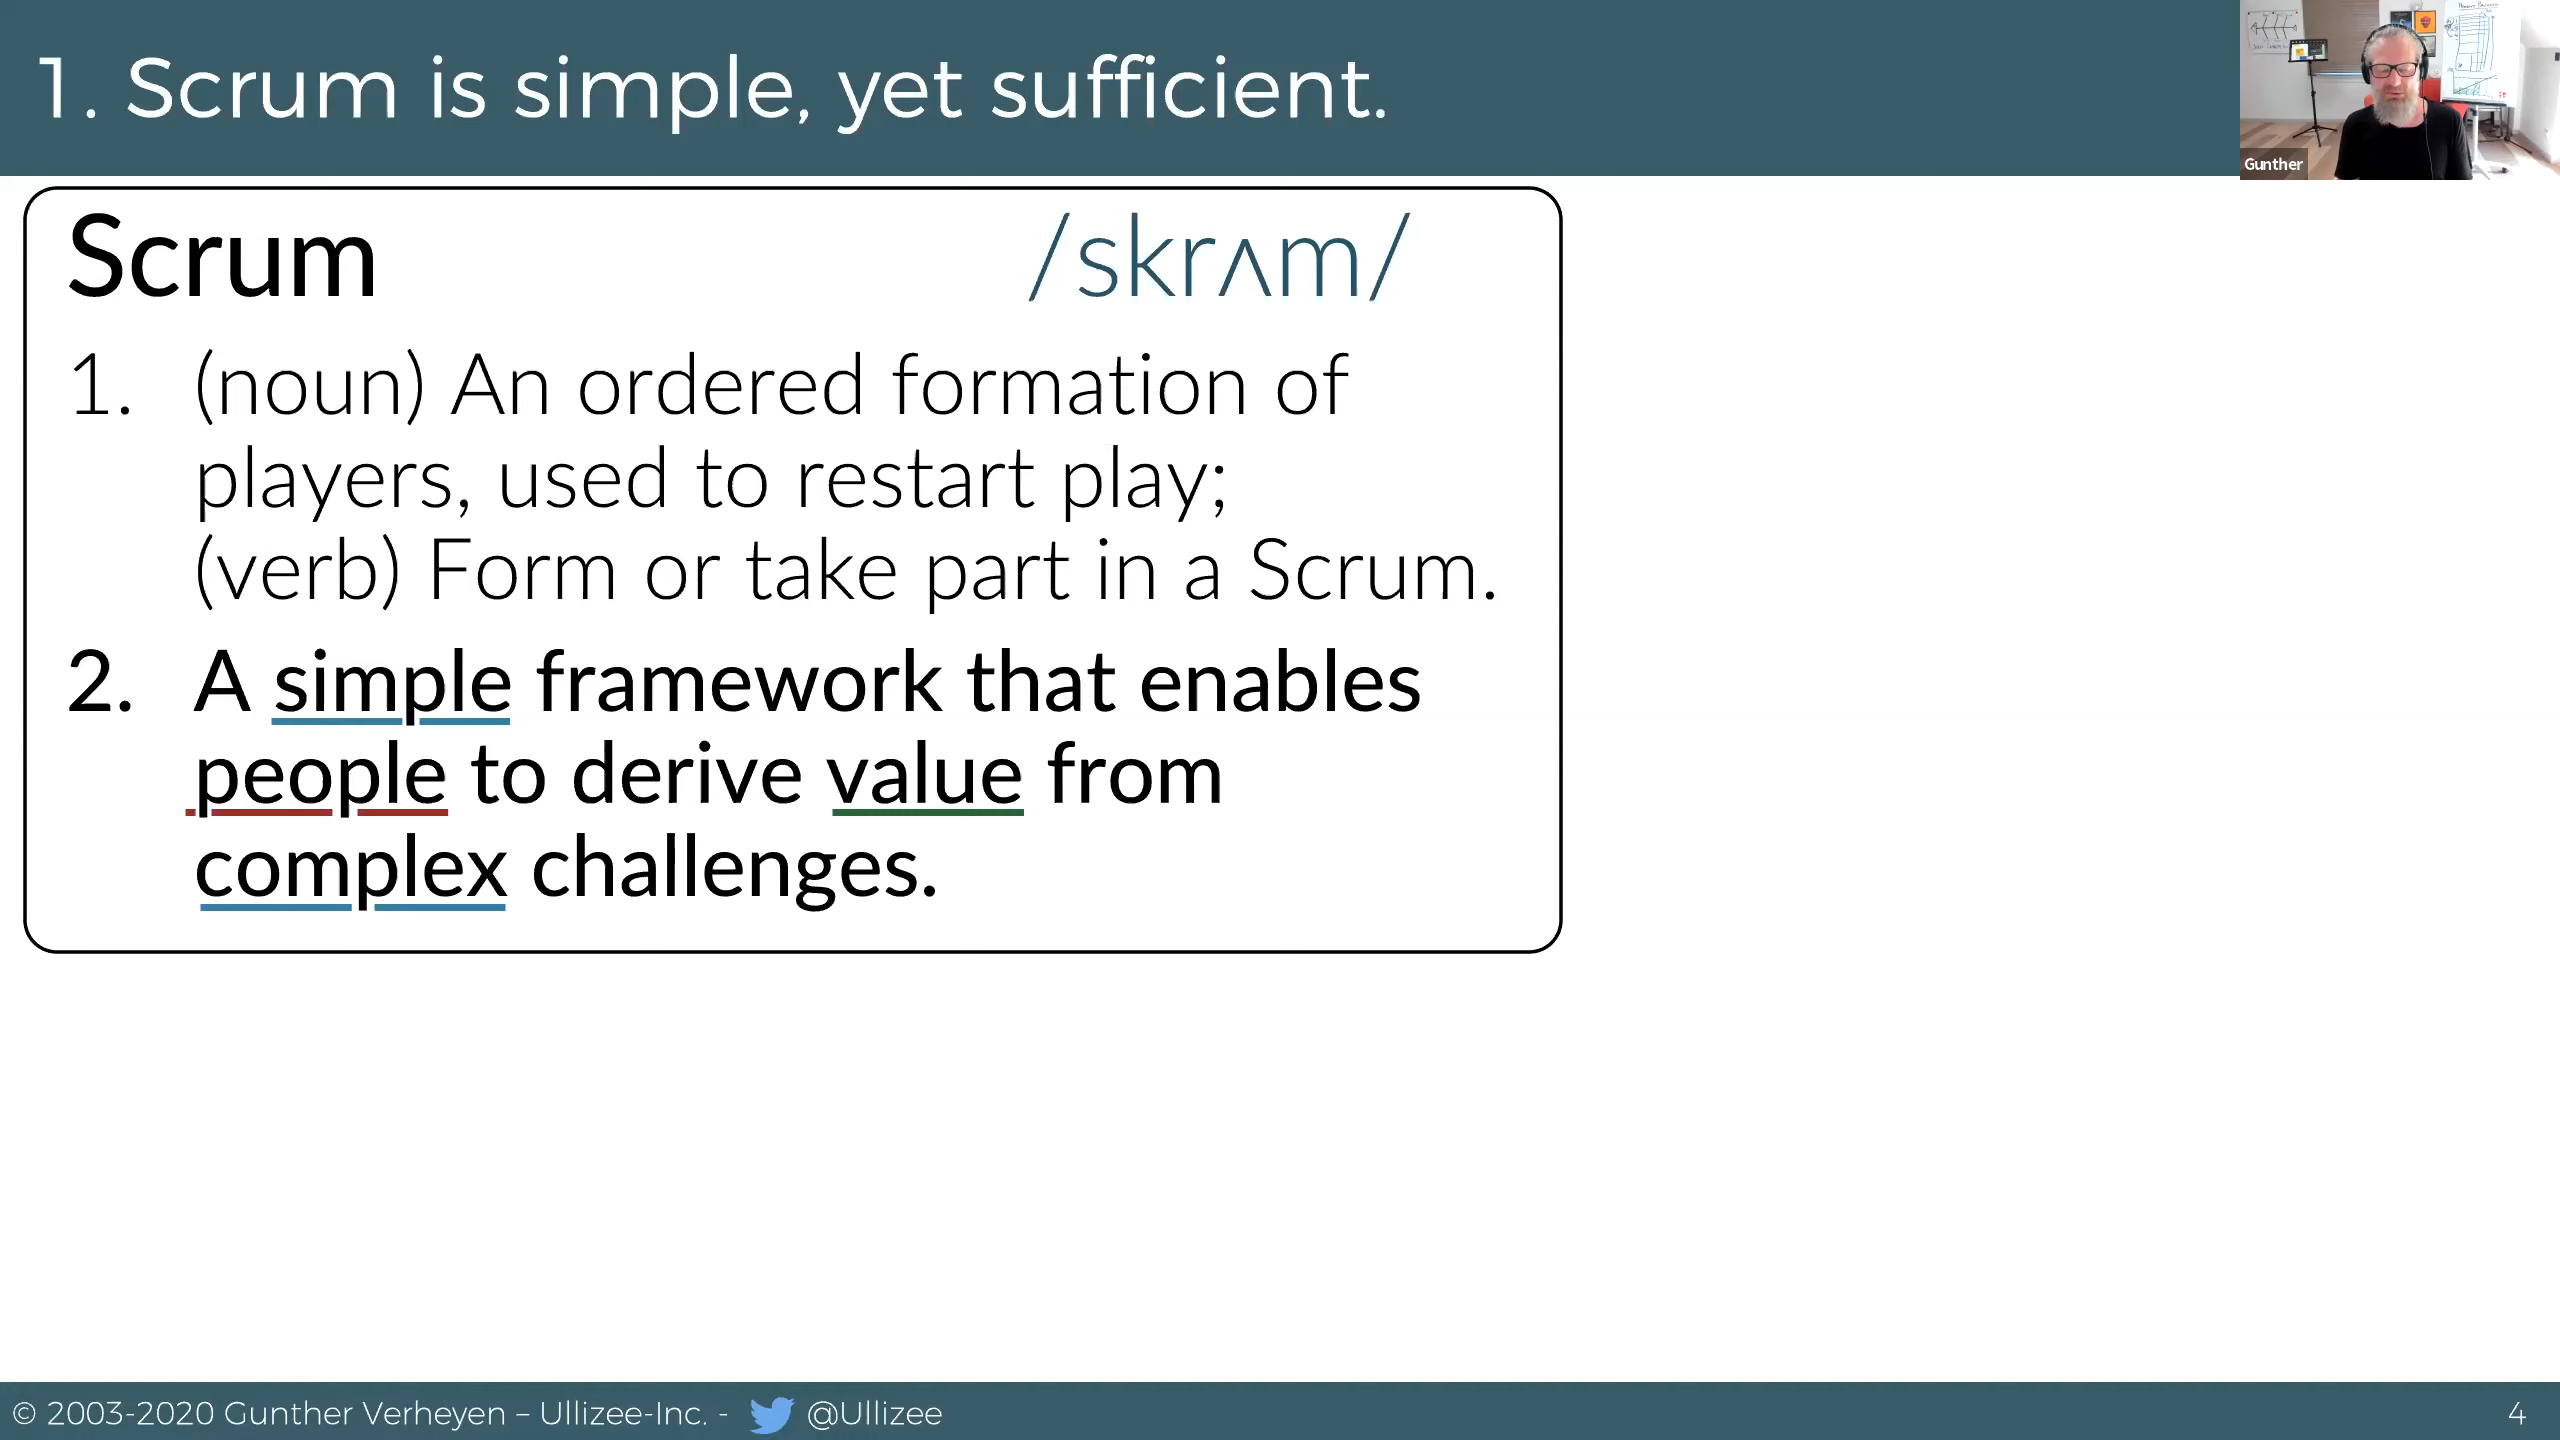 1. Scrum is simple, yet sufficient.
Gunther
Scrum /skrʌm/
1. (noun) An ordered formation of
players, used to restart play;
(verb) Form or take part in a Scrum.
2. A simple framework that enables
people to derive value from
complex challenges.
© 2003-2020 Gunther Verheyen – Ullizee-Inc. - @Ullizee
4